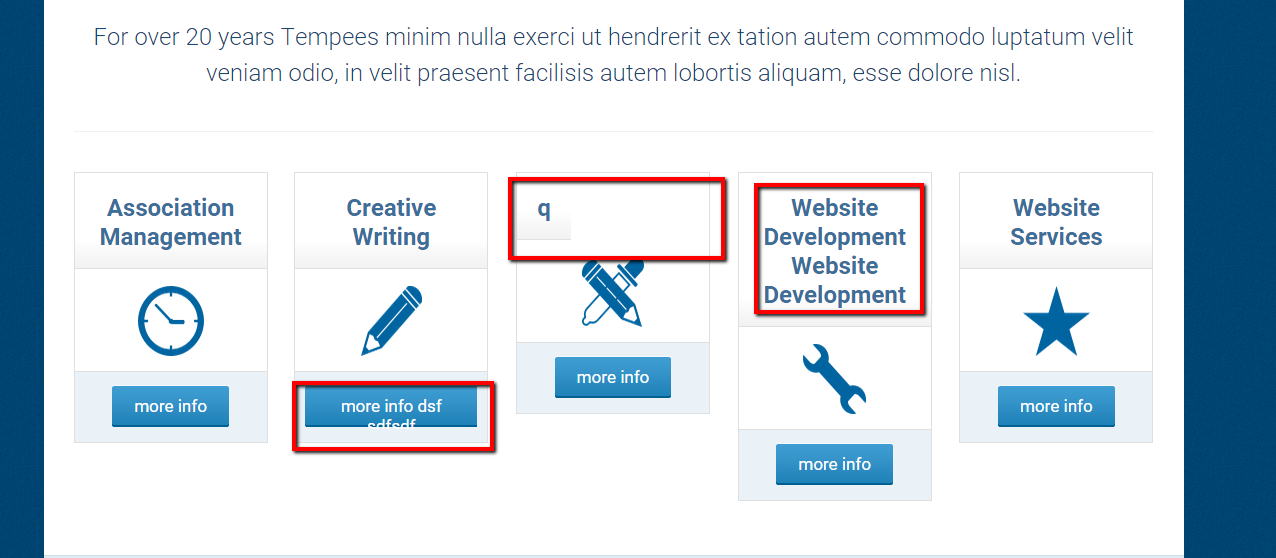 For over 20 years Tempees minim nulla exerci ut hendrerit ex tation autem commodo luptatum velit
veniam odio, in velit praesent facilisis autem lobortis aliquam, esse dolore nisl.
Association
Management
more info
Creative
Writing
more info dsf
sdfsdf
q
more info
Website
Development
Website
Development
more info
Website
Services
more info